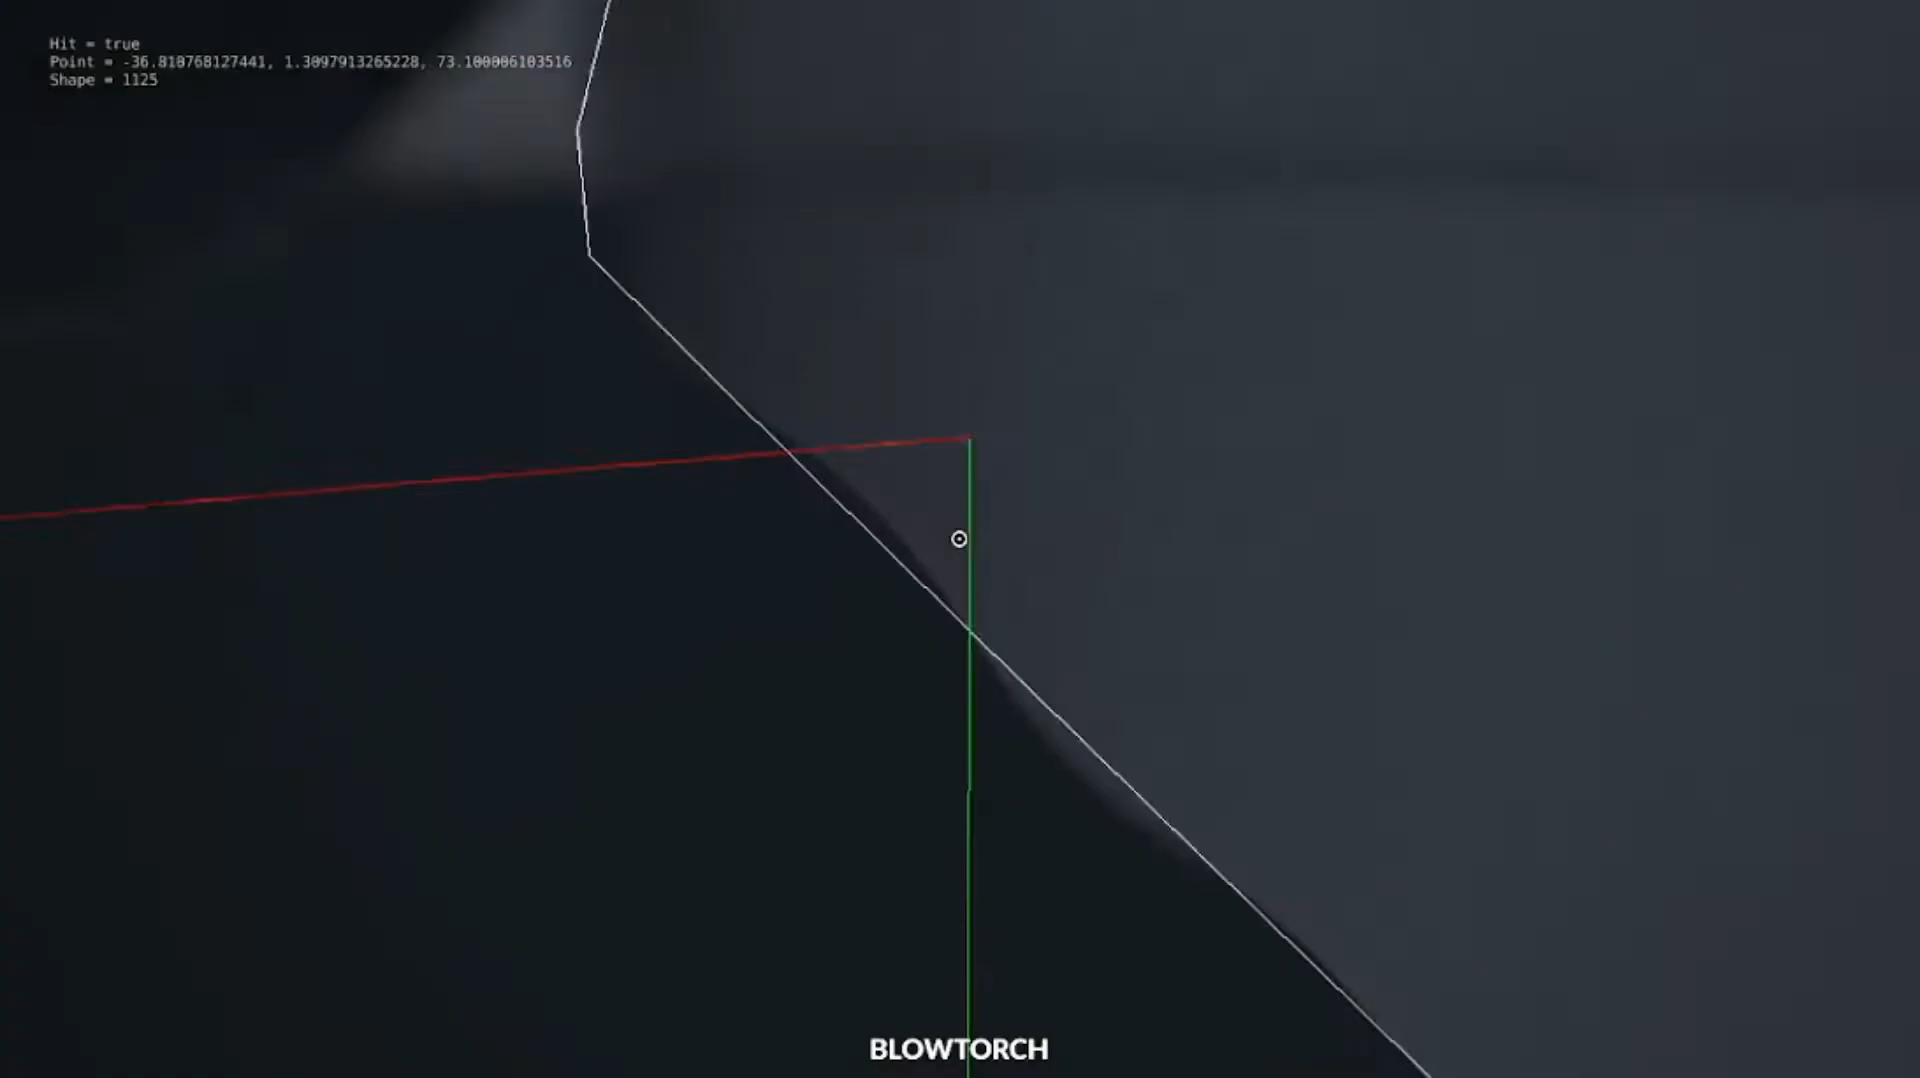 Hit = true
Point = -36.810768127441, 1.3097913265228, 73.100006103516
Shape = 1125
BLOWTORCH